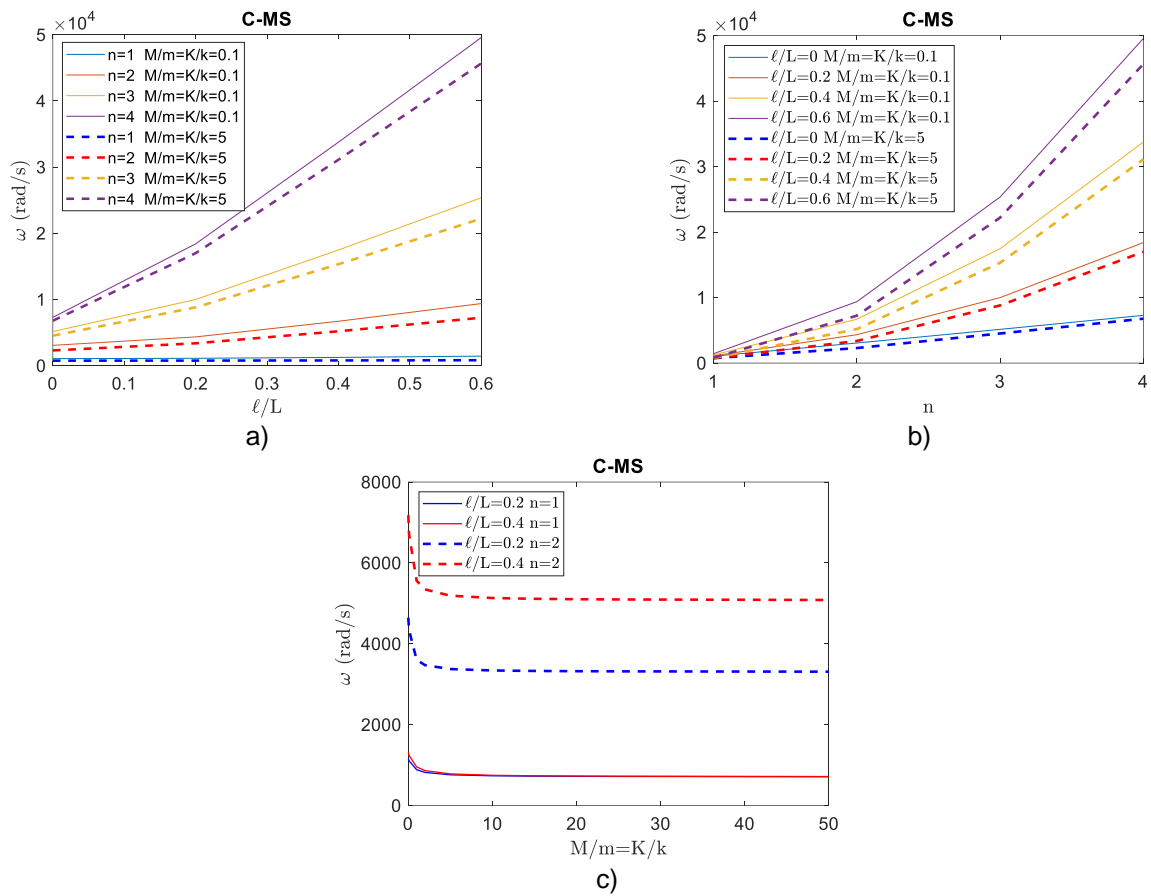 C-MS
×10⁴
n=1 M/m=K/k=0.1
n=2 M/m=K/k=0.1
n=3 M/m=K/k=0.1
n=4 M/m=K/k=0.1
n=1 M/m=K/k=5
n=2 M/m=K/k=5
n=3 M/m=K/k=5
n=4 M/m=K/k=5
5
4
3
2
1
0
ω (rad/s)
0 0.1 0.2 0.3 0.4 0.5 0.6
ℓ/L
a)
C-MS
×10⁴
ℓ/L=0 M/m=K/k=0.1
ℓ/L=0.2 M/m=K/k=0.1
ℓ/L=0.4 M/m=K/k=0.1
ℓ/L=0.6 M/m=K/k=0.1
ℓ/L=0 M/m=K/k=5
ℓ/L=0.2 M/m=K/k=5
ℓ/L=0.4 M/m=K/k=5
ℓ/L=0.6 M/m=K/k=5
5
4
3
2
1
0
ω (rad/s)
1 2 3 4
n
b)
C-MS
ℓ/L=0.2 n=1
ℓ/L=0.4 n=1
ℓ/L=0.2 n=2
ℓ/L=0.4 n=2
8000
6000
4000
2000
0
ω (rad/s)
0 10 20 30 40 50
M/m=K/k
c)